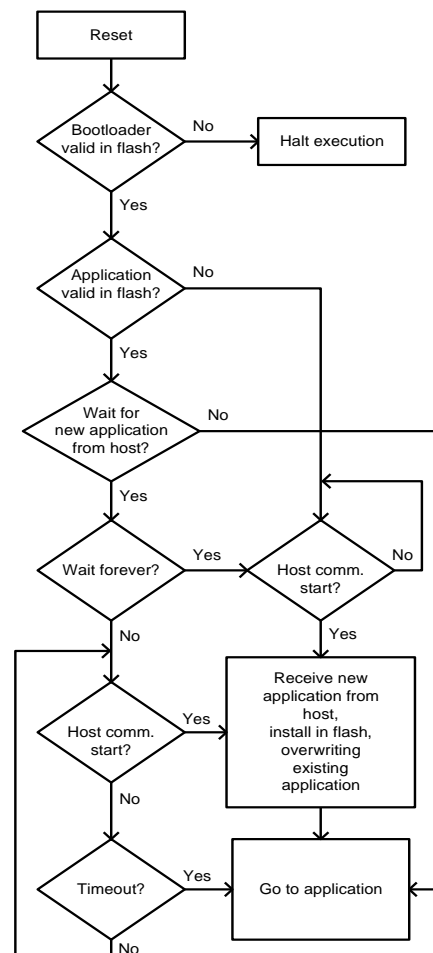 Reset
Bootloader
valid in flash?
No
Halt execution
Yes
Application
valid in flash?
No
Yes
Wait for
new application
from host?
No
Yes
Wait forever?
Yes
Host comm.
start?
No
No
Yes
Host comm.
start?
Yes
Receive new
application from
host,
install in flash,
overwriting
existing
application
No
Timeout?
Yes
Go to application
No